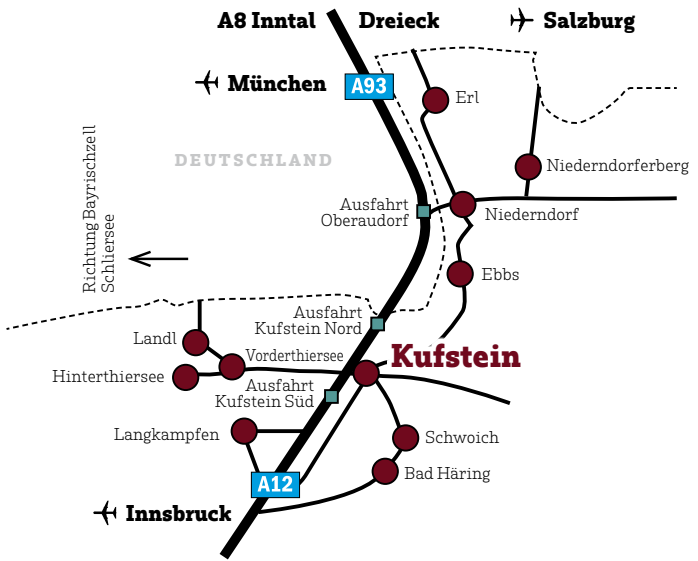 A8 Inntal Dreieck
Salzburg
München
A93
Erl
DEUTSCHLAND
Niederndorferberg
Ausfahrt
Oberaudorf
Niederndorf
Richtung Bayrischzell
Schliersee
Ebbs
Ausfahrt
Kufstein Nord
Landl
Vorderthiersee
Kufstein
Hinterthiersee
Ausfahrt
Kufstein Süd
Langkampfen
Schwoich
Bad Häring
A12
Innsbruck